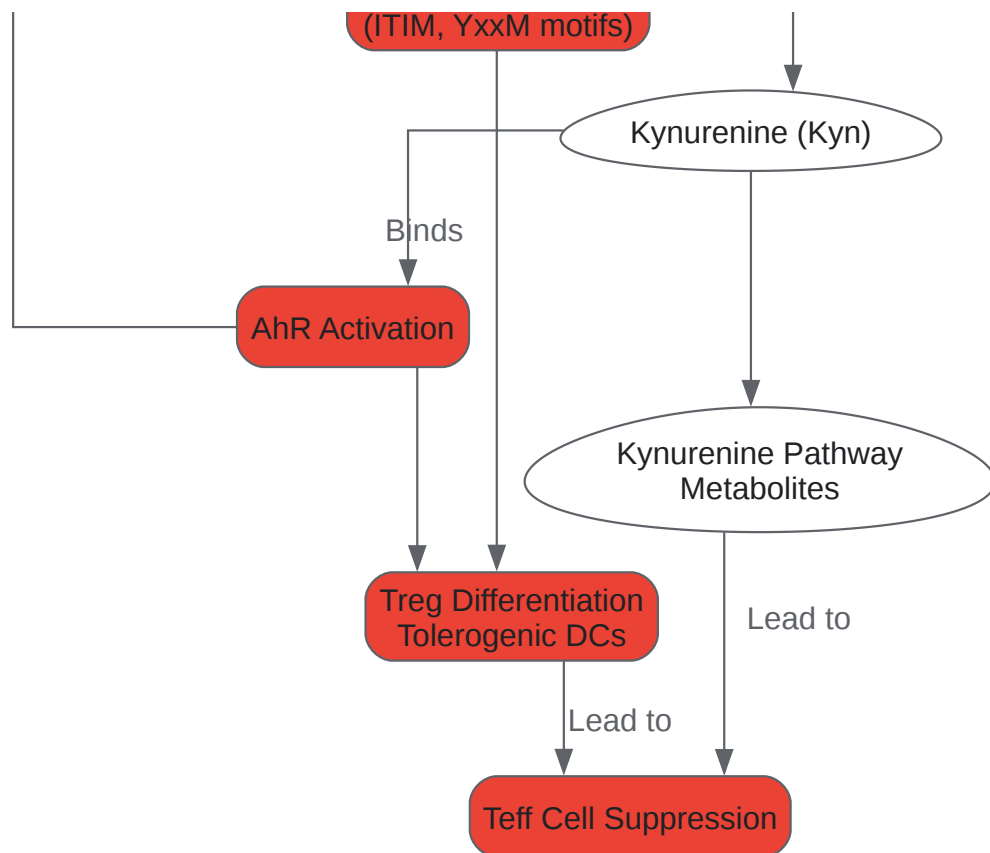 (ITIM, YxxM motifs)
Kynurenine (Kyn)
Binds
AhR Activation
Kynurenine Pathway
Metabolites
Treg Differentiation
Tolerogenic DCs
Lead to
Lead to
Teff Cell Suppression